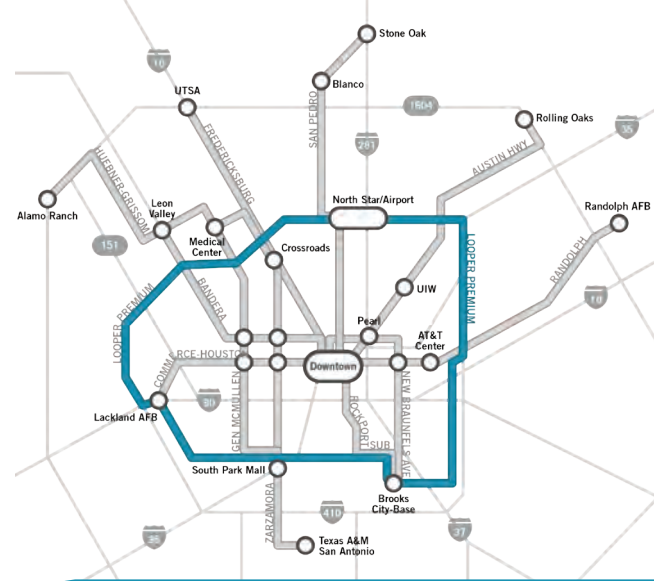 Stone Oak
10
Blanco
UTSA
1604
SAN PEDRO
Rolling Oaks
FREDERICKSBURG
35
281
AUSTIN HWY
HUEBNER-GRISSOM
Leon
Valley
North Star/Airport
Randolph AFB
Alamo Ranch
151
Medical
Center
Crossroads
LOOPER PREMIUM
RANDOLPH
BANDERA
UIW
10
LOOPER PREMIUM
Pearl
AT&T
Center
COMMERCE-HOUSTON
Downtown
GEN MCMULLEN
90
ROCKPORT
NEW BRAUNFELS AVE
Lackland AFB
SUB
South Park Mall
Brooks
City-Base
ZARZAMORA
410
37
35
Texas A&M
San Antonio